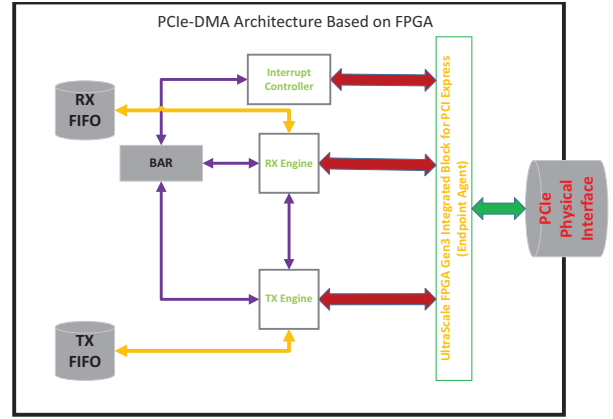 PCIe-DMA Architecture Based on FPGA
Interrupt
Controller
RX
FIFO
BAR
RX Engine
TX Engine
TX
FIFO
UltraScale FPGA Gen3 Integrated Block for PCI Express
(Endpoint Agent)
PCIe
Physical
Interface